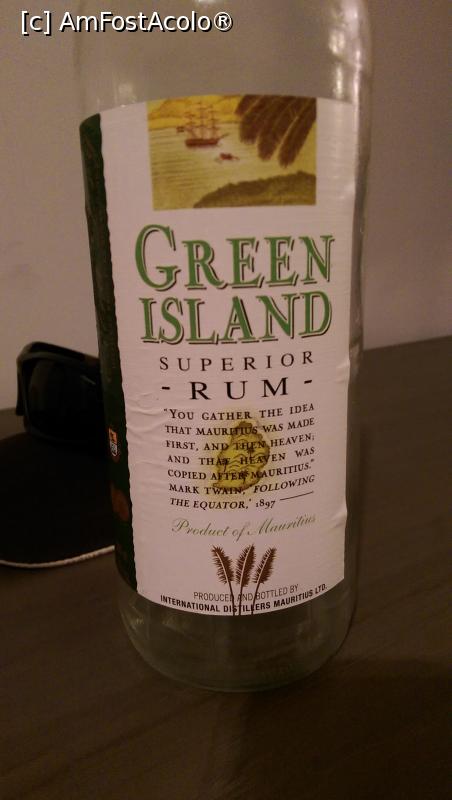 [c] AmFostAcolo®
GREEN
ISLAND
SUPERIOR
- RUM -
"YOU GATHER THE IDEA
THAT MAURITIUS WAS MADE
FIRST, AND THEN HEAVEN;
AND THAT HEAVEN WAS
COPIED AFTER MAURITIUS."
MARK TWAIN, 'FOLLOWING
THE EQUATOR,' 1897
Product of Mauritius
PRODUCED AND BOTTLED BY
INTERNATIONAL DISTILLERS MAURITIUS LTD.